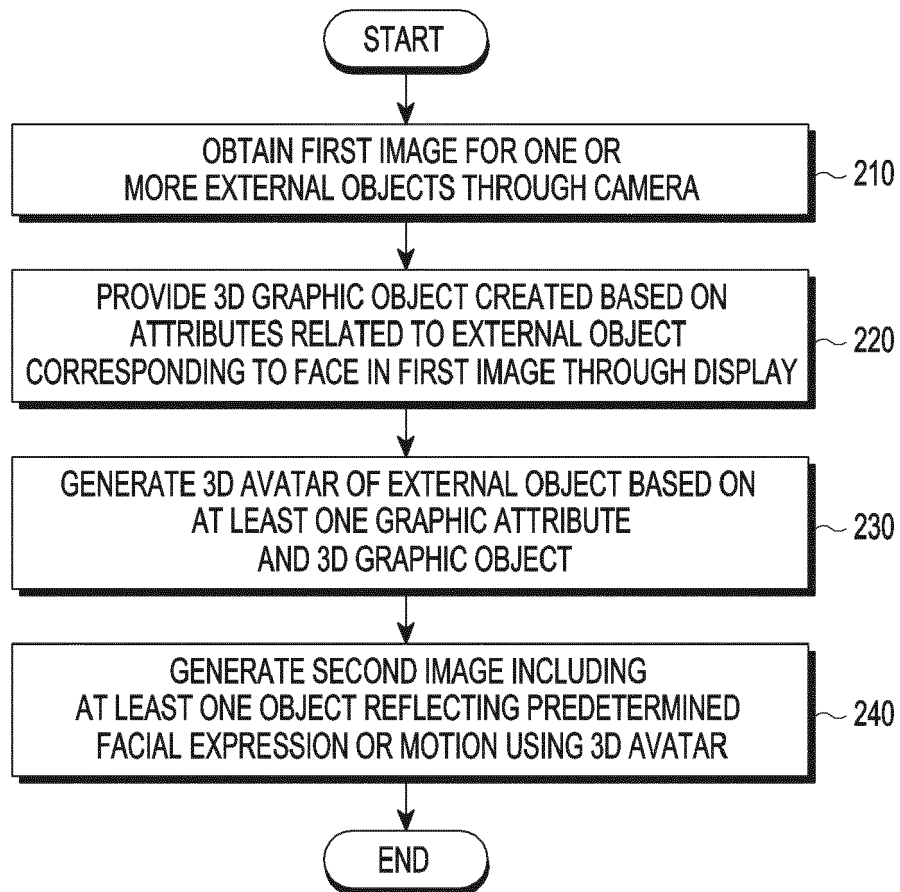 START
OBTAIN FIRST IMAGE FOR ONE OR
MORE EXTERNAL OBJECTS THROUGH CAMERA
210
PROVIDE 3D GRAPHIC OBJECT CREATED BASED ON
ATTRIBUTES RELATED TO EXTERNAL OBJECT
CORRESPONDING TO FACE IN FIRST IMAGE THROUGH DISPLAY
220
GENERATE 3D AVATAR OF EXTERNAL OBJECT BASED ON
AT LEAST ONE GRAPHIC ATTRIBUTE
AND 3D GRAPHIC OBJECT
230
GENERATE SECOND IMAGE INCLUDING
AT LEAST ONE OBJECT REFLECTING PREDETERMINED
FACIAL EXPRESSION OR MOTION USING 3D AVATAR
240
END